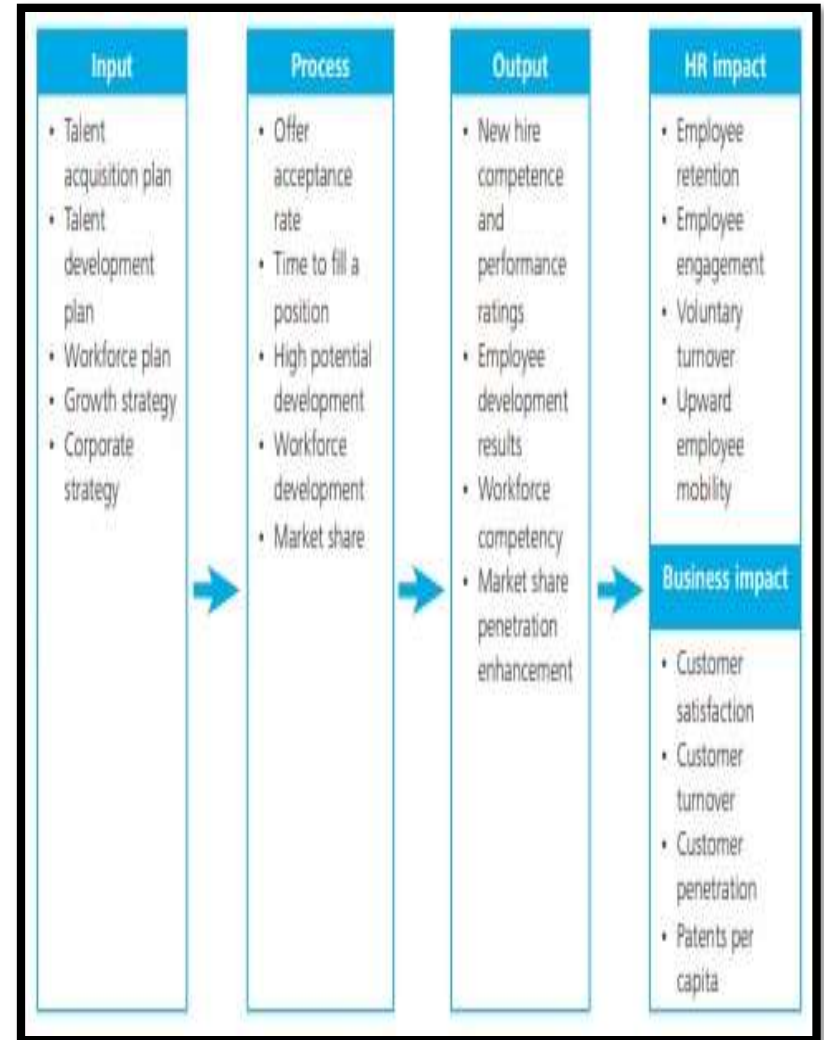 Input
• Talent
acquisition plan
• Talent
development
plan
• Workforce plan
• Growth strategy
• Corporate
strategy
Process
• Offer
acceptance
rate
• Time to fill a
position
• High potential
development
• Workforce
development
• Market share
Output
• New hire
competence
and
performance
ratings
• Employee
development
results
• Workforce
competency
• Market share
penetration
enhancement
HR impact
• Employee
retention
• Employee
engagement
• Voluntary
turnover
• Upward
employee
mobility
Business impact
• Customer
satisfaction
• Customer
turnover
• Customer
penetration
• Patents per
capita